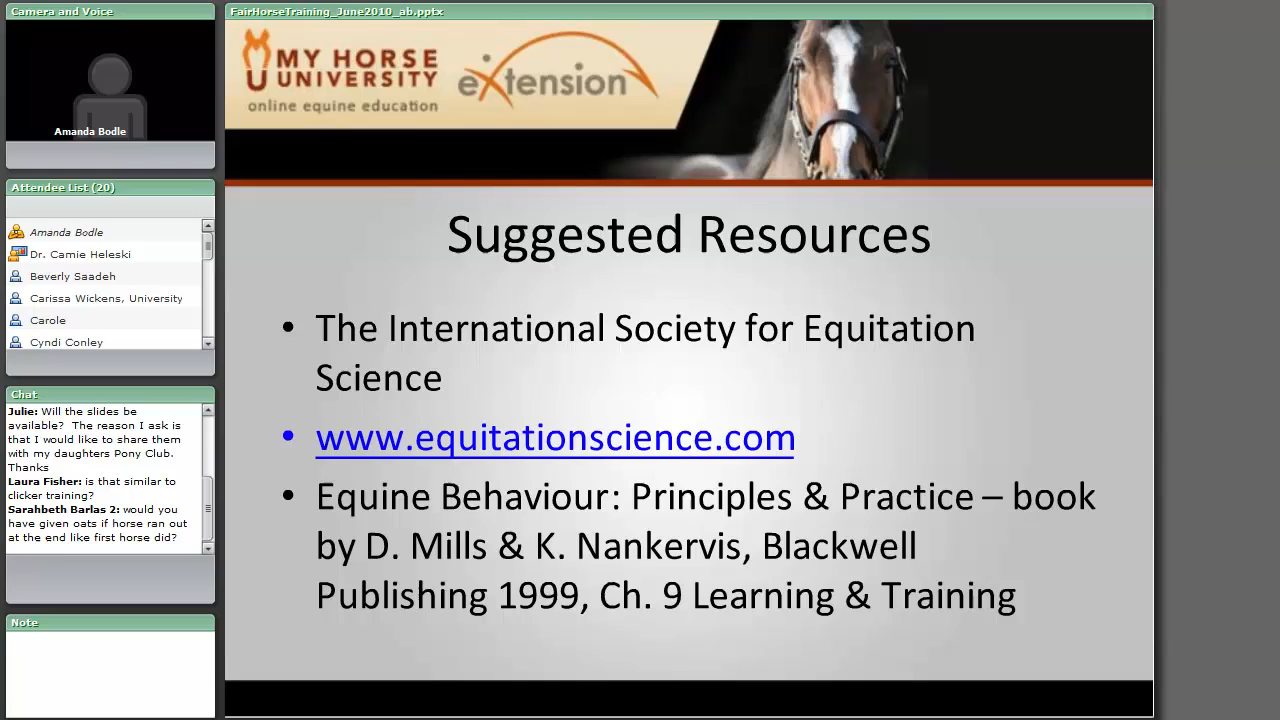 Camera and Voice
Amanda Bodle
Attendee List (20)
Amanda Bodle
Dr. Camie Heleski
Beverly Saadeh
Carissa Wickens, University
Carole
Cyndi Conley
Chat
Julie: Will the slides be
available? The reason I ask is
that I would like to share them
with my daughters Pony Club.
Thanks
Laura Fisher: is that similar to
clicker training?
Sarahbeth Barlas 2: would you
have given oats if horse ran out
at the end like first horse did?
Note
FairHorseTraining_June2010_ab.pptx
MY HORSE
UNIVERSITY
online equine education
eXtension
Suggested Resources
• The International Society for Equitation
Science
• www.equitationscience.com
• Equine Behaviour: Principles & Practice – book
by D. Mills & K. Nankervis, Blackwell
Publishing 1999, Ch. 9 Learning & Training